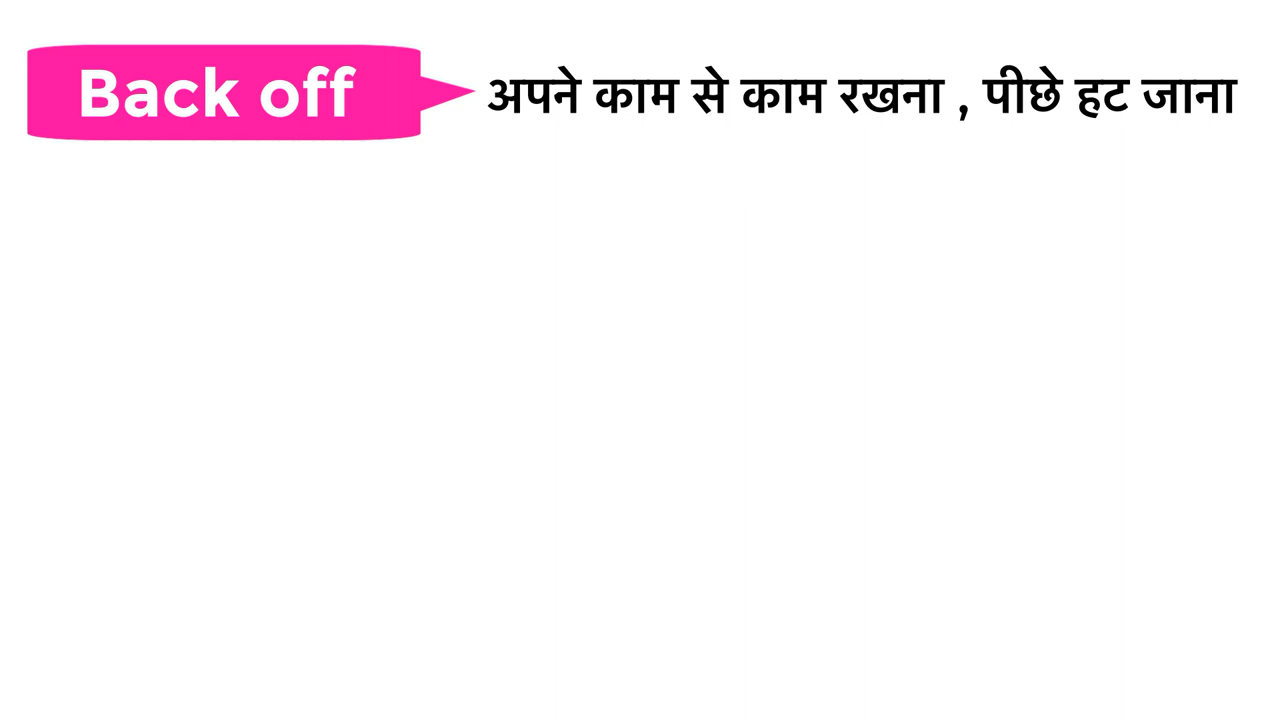 Back off अपने काम से काम रखना , पीछे हट जाना